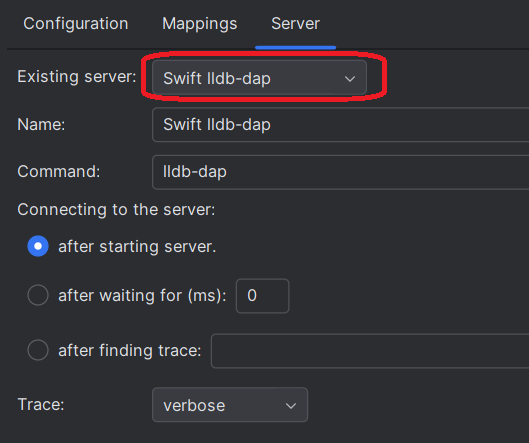 Configuration Mappings Server
Existing server: Swift lldb-dap
Name: Swift lldb-dap
Command: lldb-dap
Connecting to the server:
after starting server.
after waiting for (ms): 0
after finding trace:
Trace: verbose